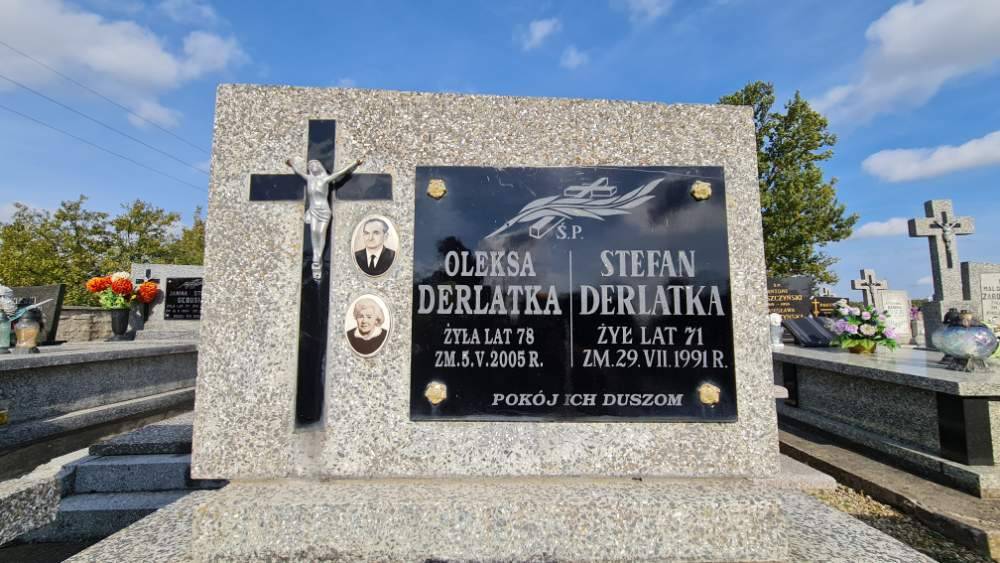 Ś.P.
OLEKSA
DERLATKA
ŻYŁA LAT 78
ZM. 5. V. 2005 R.
STEFAN
DERLATKA
ŻYŁ LAT 71
ZM. 29. VII. 1991 R.
POKÓJ ICH DUSZOM